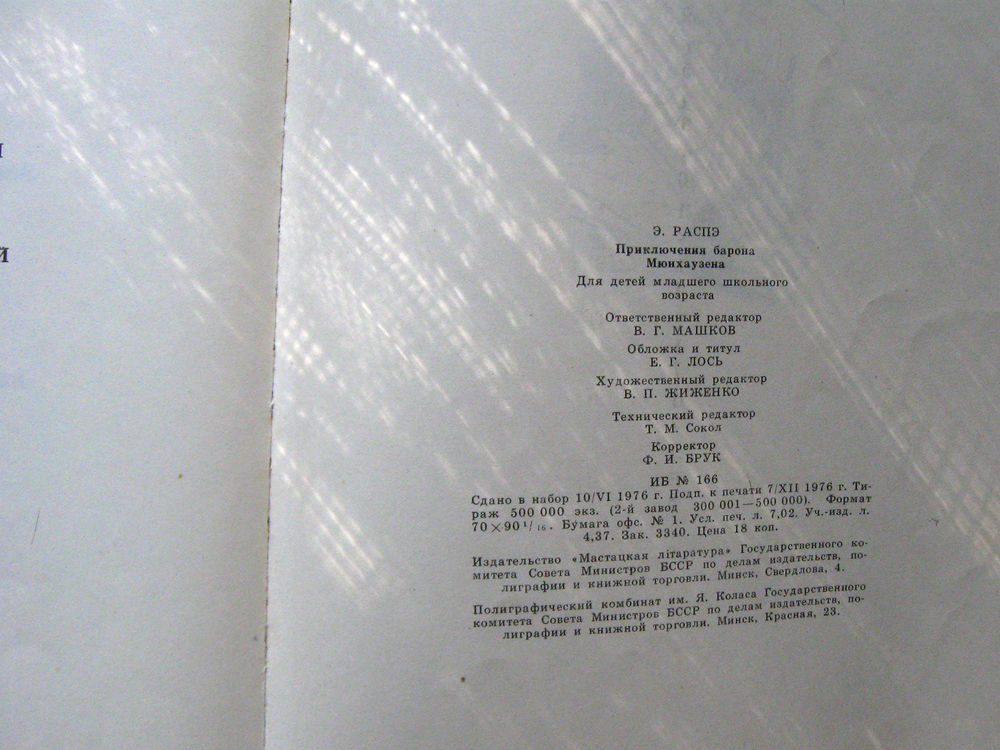 й
Э. РАСПЭ
Приключения барона
Мюнхаузена
Для детей младшего школьного
возраста
Ответственный редактор
В. Г. МАШКОВ
Обложка и титул
Е. Г. ЛОСЬ
Художественный редактор
В. П. ЖИЖЕНКО
Технический редактор
Т. М. Сокол
Корректор
Ф. И. БРУК
ИБ № 166
Сдано в набор 10/VI 1976 г. Подп. к печати 7/XII 1976 г. Ти-
раж 500 000 экз. (2-й завод 300 001—500 000). Формат
70×90 1/16. Бумага офс. № 1. Усл. печ. л. 7,02. Уч.-изд. л.
4,37. Зак. 3340. Цена 18 коп.
Издательство «Мастацкая літаратура» Государственного ко-
митета Совета Министров БССР по делам издательств, по-
лиграфии и книжной торговли. Минск, Свердлова, 4.
Полиграфический комбинат им. Я. Коласа Государственного
комитета Совета Министров БССР по делам издательств, по-
лиграфии и книжной торговли. Минск, Красная, 23.